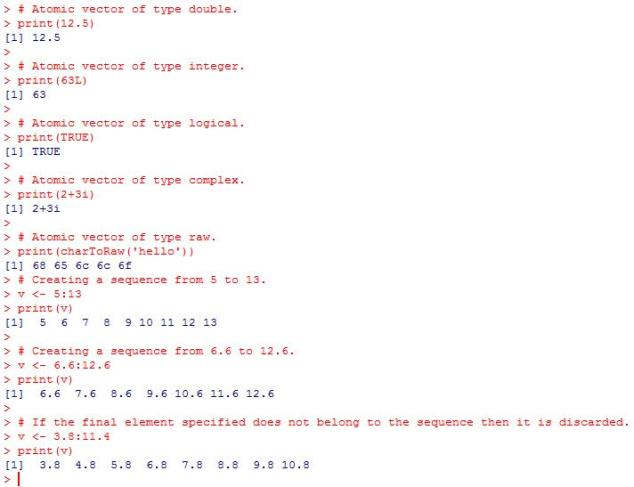 > # Atomic vector of type double.
> print(12.5)
[1] 12.5
>
> # Atomic vector of type integer.
> print(63L)
[1] 63
>
> # Atomic vector of type logical.
> print(TRUE)
[1] TRUE
>
> # Atomic vector of type complex.
> print(2+3i)
[1] 2+3i
>
> # Atomic vector of type raw.
> print(charToRaw('hello'))
[1] 68 65 6c 6c 6f
> # Creating a sequence from 5 to 13.
> v <- 5:13
> print(v)
[1]  5  6  7  8  9 10 11 12 13
>
> # Creating a sequence from 6.6 to 12.6.
> v <- 6.6:12.6
> print(v)
[1]  6.6  7.6  8.6  9.6 10.6 11.6 12.6
>
> # If the final element specified does not belong to the sequence then it is discarded.
> v <- 3.8:11.4
> print(v)
[1]  3.8  4.8  5.8  6.8  7.8  8.8  9.8 10.8
>